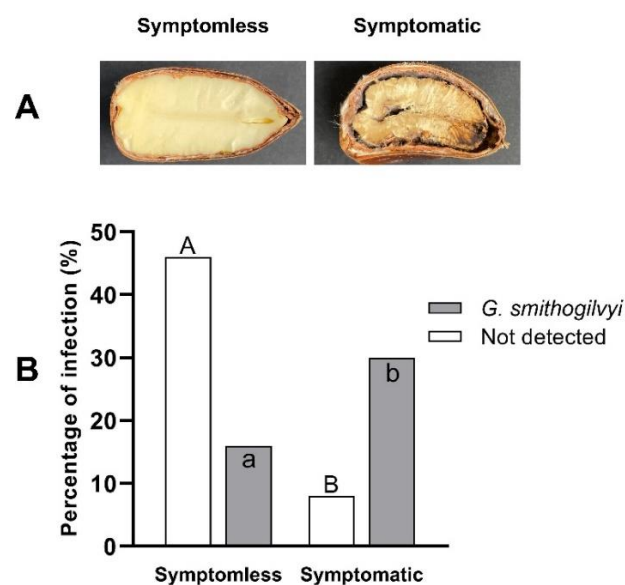 Symptomless Symptomatic
A
50
40
30
20
10
0
Percentage of infection (%)
B
A
a
B
b
G. smithogilvyi
Not detected
Symptomless Symptomatic